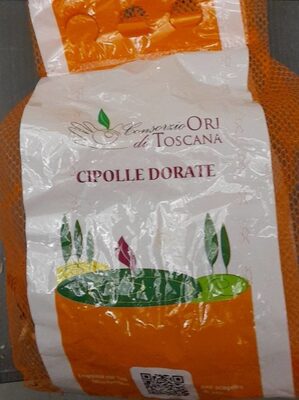 Consorzio ORI
di TOSCANA
CIPOLLE DORATE